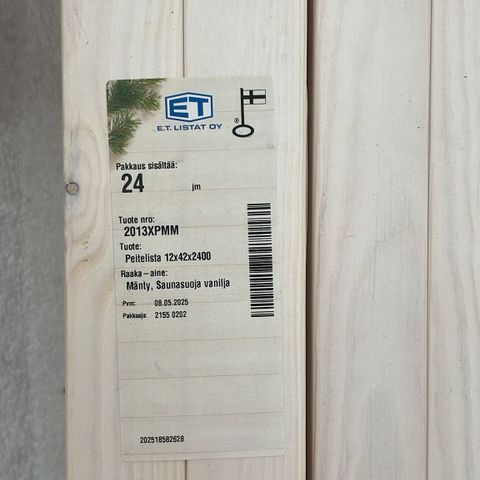 ET
E.T. LISTAT OY
®
Pakkaus sisältää:
24 jm
Tuote nro:
2013XPMM
Tuote:
Peitelista 12x42x2400
Raaka-aine:
Mänty, Saunasuoja vanilja
Pvm: 08.05.2025
Pakkaaja: 2155 0202
202518582628